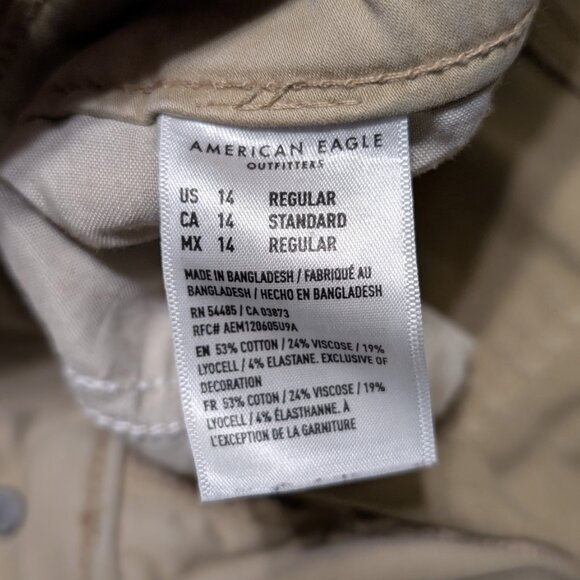 AMERICAN EAGLE
OUTFITTERS
US 14 REGULAR
CA 14 STANDARD
MX 14 REGULAR
MADE IN BANGLADESH / FABRIQUÉ AU
BANGLADESH / HECHO EN BANGLADESH
RN 54485 / CA 03873
RFC# AEM120605U9A
EN 53% COTTON / 24% VISCOSE / 19%
LYOCELL / 4% ELASTANE. EXCLUSIVE OF
DECORATION
FR 53% COTON / 24% VISCOSE / 19%
LYOCELL / 4% ÉLASTHANNE. À
L'EXCEPTION DE LA GARNITURE